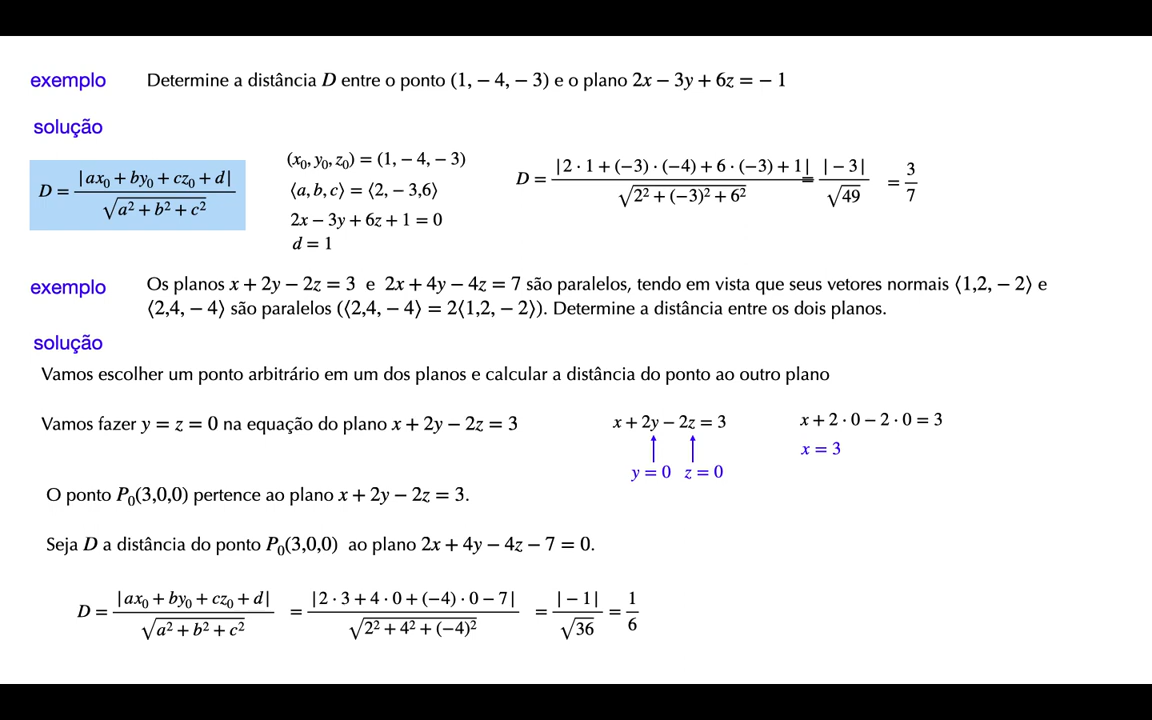 exemplo Determine a distância D entre o ponto (1, − 4, − 3) e o plano 2x − 3y + 6z = − 1
solução
D = |ax₀ + by₀ + cz₀ + d| / √(a² + b² + c²)
(x₀, y₀, z₀) = (1, − 4, − 3)
⟨a, b, c⟩ = ⟨2, − 3,6⟩
2x − 3y + 6z + 1 = 0
d = 1
D = |2 · 1 + (−3) · (−4) + 6 · (−3) + 1| / √(2² + (−3)² + 6²) = | − 3| / √49 = 3/7
exemplo Os planos x + 2y − 2z = 3 e 2x + 4y − 4z = 7 são paralelos, tendo em vista que seus vetores normais ⟨1,2, − 2⟩ e
⟨2,4, − 4⟩ são paralelos (⟨2,4, − 4⟩ = 2⟨1,2, − 2⟩). Determine a distância entre os dois planos.
solução
Vamos escolher um ponto arbitrário em um dos planos e calcular a distância do ponto ao outro plano
Vamos fazer y = z = 0 na equação do plano x + 2y − 2z = 3
x + 2y − 2z = 3
y = 0 z = 0
x + 2 · 0 − 2 · 0 = 3
x = 3
O ponto P₀(3,0,0) pertence ao plano x + 2y − 2z = 3.
Seja D a distância do ponto P₀(3,0,0) ao plano 2x + 4y − 4z − 7 = 0.
D = |ax₀ + by₀ + cz₀ + d| / √(a² + b² + c²) = |2 · 3 + 4 · 0 + (−4) · 0 − 7| / √(2² + 4² + (−4)²) = | − 1| / √36 = 1/6